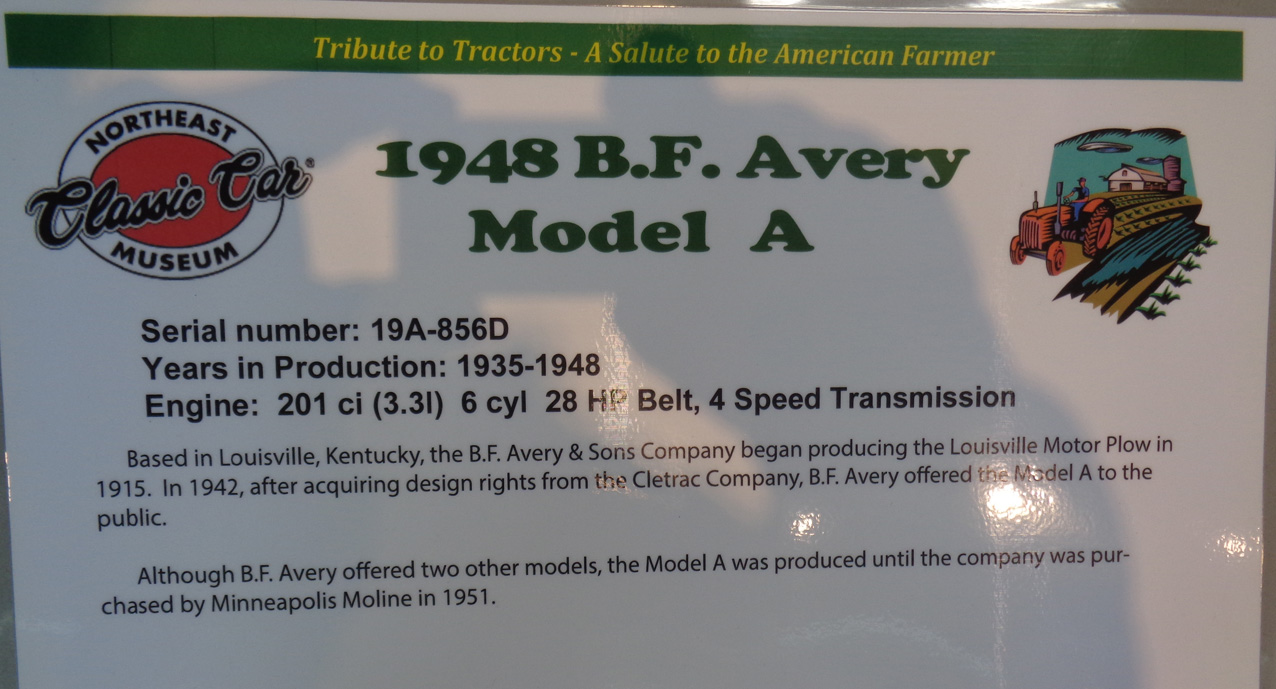 Tribute to Tractors - A Salute to the American Farmer
NORTHEAST
Classic Car®
MUSEUM
1948 B.F. Avery
Model A
Serial number: 19A-856D
Years in Production: 1935-1948
Engine: 201 ci (3.3l) 6 cyl 28 HP Belt, 4 Speed Transmission
Based in Louisville, Kentucky, the B.F. Avery & Sons Company began producing the Louisville Motor Plow in
1915. In 1942, after acquiring design rights from the Cletrac Company, B.F. Avery offered the Model A to the
public.
Although B.F. Avery offered two other models, the Model A was produced until the company was pur-
chased by Minneapolis Moline in 1951.